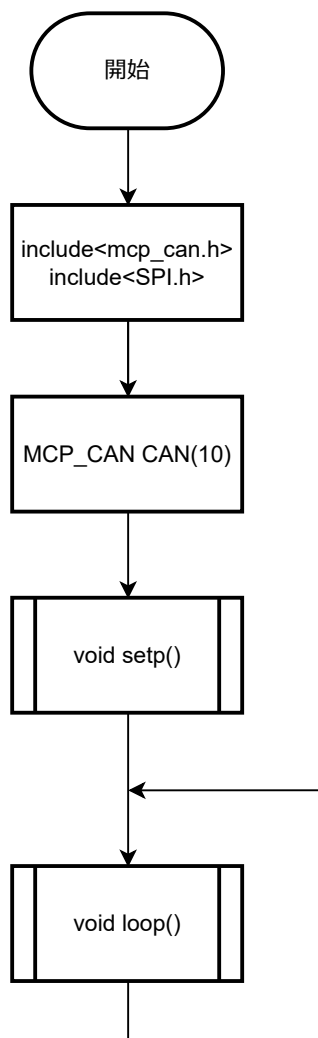 開始
include<mcp_can.h>
include<SPI.h>
MCP_CAN CAN(10)
void setp()
void loop()